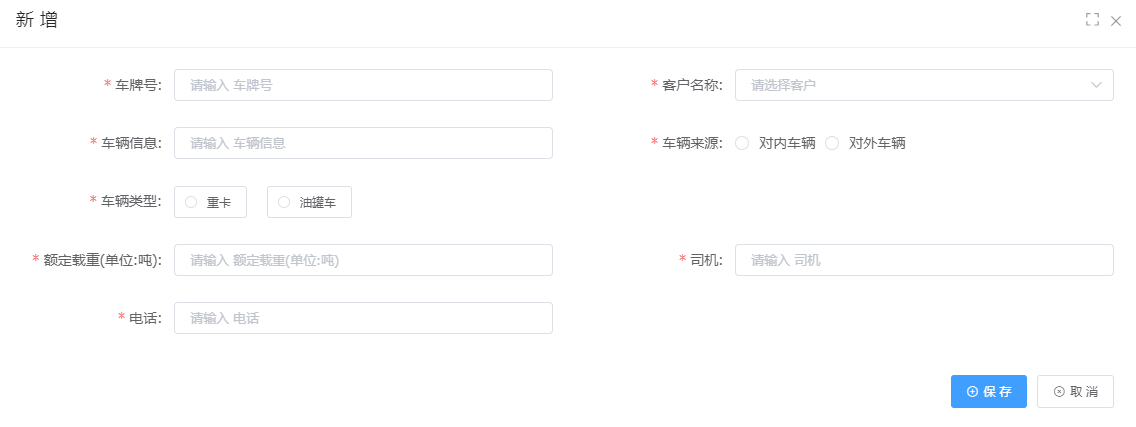 新 增
* 车牌号: 请输入 车牌号 * 客户名称: 请选择客户
* 车辆信息: 请输入 车辆信息 * 车辆来源: 对内车辆 对外车辆
* 车辆类型: 重卡 油罐车
* 额定载重(单位:吨): 请输入 额定载重(单位:吨) * 司机: 请输入 司机
* 电话: 请输入 电话
保 存 取 消